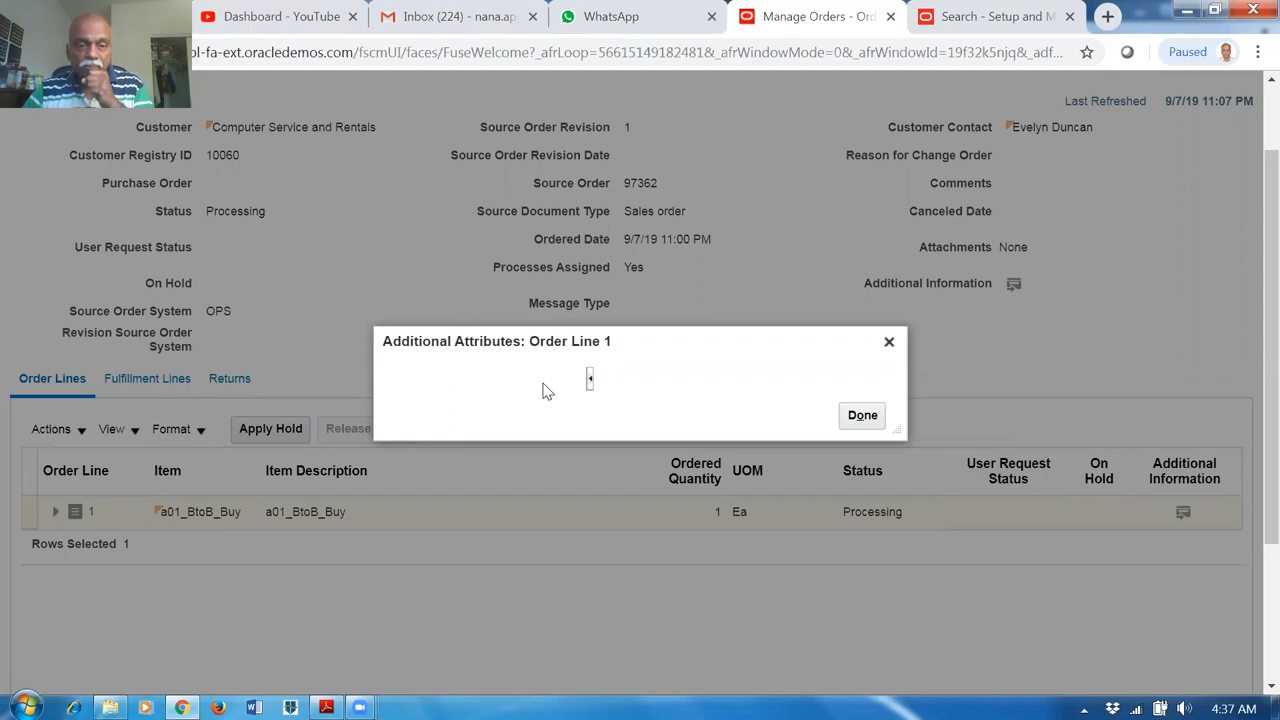 Dashboard - YouTube
Inbox (224) - nana.ap
WhatsApp
Manage Orders - Ord
Search - Setup and M
ol-fa-ext.oracledemos.com/fscmUI/faces/FuseWelcome?_afrLoop=56615149182481&_afrWindowMode=0&_afrWindowId=19f32k5njq&_adf...
Paused
Last Refreshed 9/7/19 11:07 PM
Customer Computer Service and Rentals
Source Order Revision 1
Customer Contact Evelyn Duncan
Customer Registry ID 10060
Source Order Revision Date
Reason for Change Order
Purchase Order
Source Order 97362
Comments
Status Processing
Source Document Type Sales order
Canceled Date
User Request Status
Ordered Date 9/7/19 11:00 PM
Attachments None
Processes Assigned Yes
On Hold
Additional Information
Message Type
Source Order System OPS
Revision Source Order
System
Additional Attributes: Order Line 1
Done
Order Lines Fulfillment Lines Returns
Actions View Format Apply Hold Release
Order Line Item Item Description Ordered
Quantity UOM Status User Request
Status On
Hold Additional
Information
1 a01_BtoB_Buy a01_BtoB_Buy 1 Ea Processing
Rows Selected 1
4:37 AM